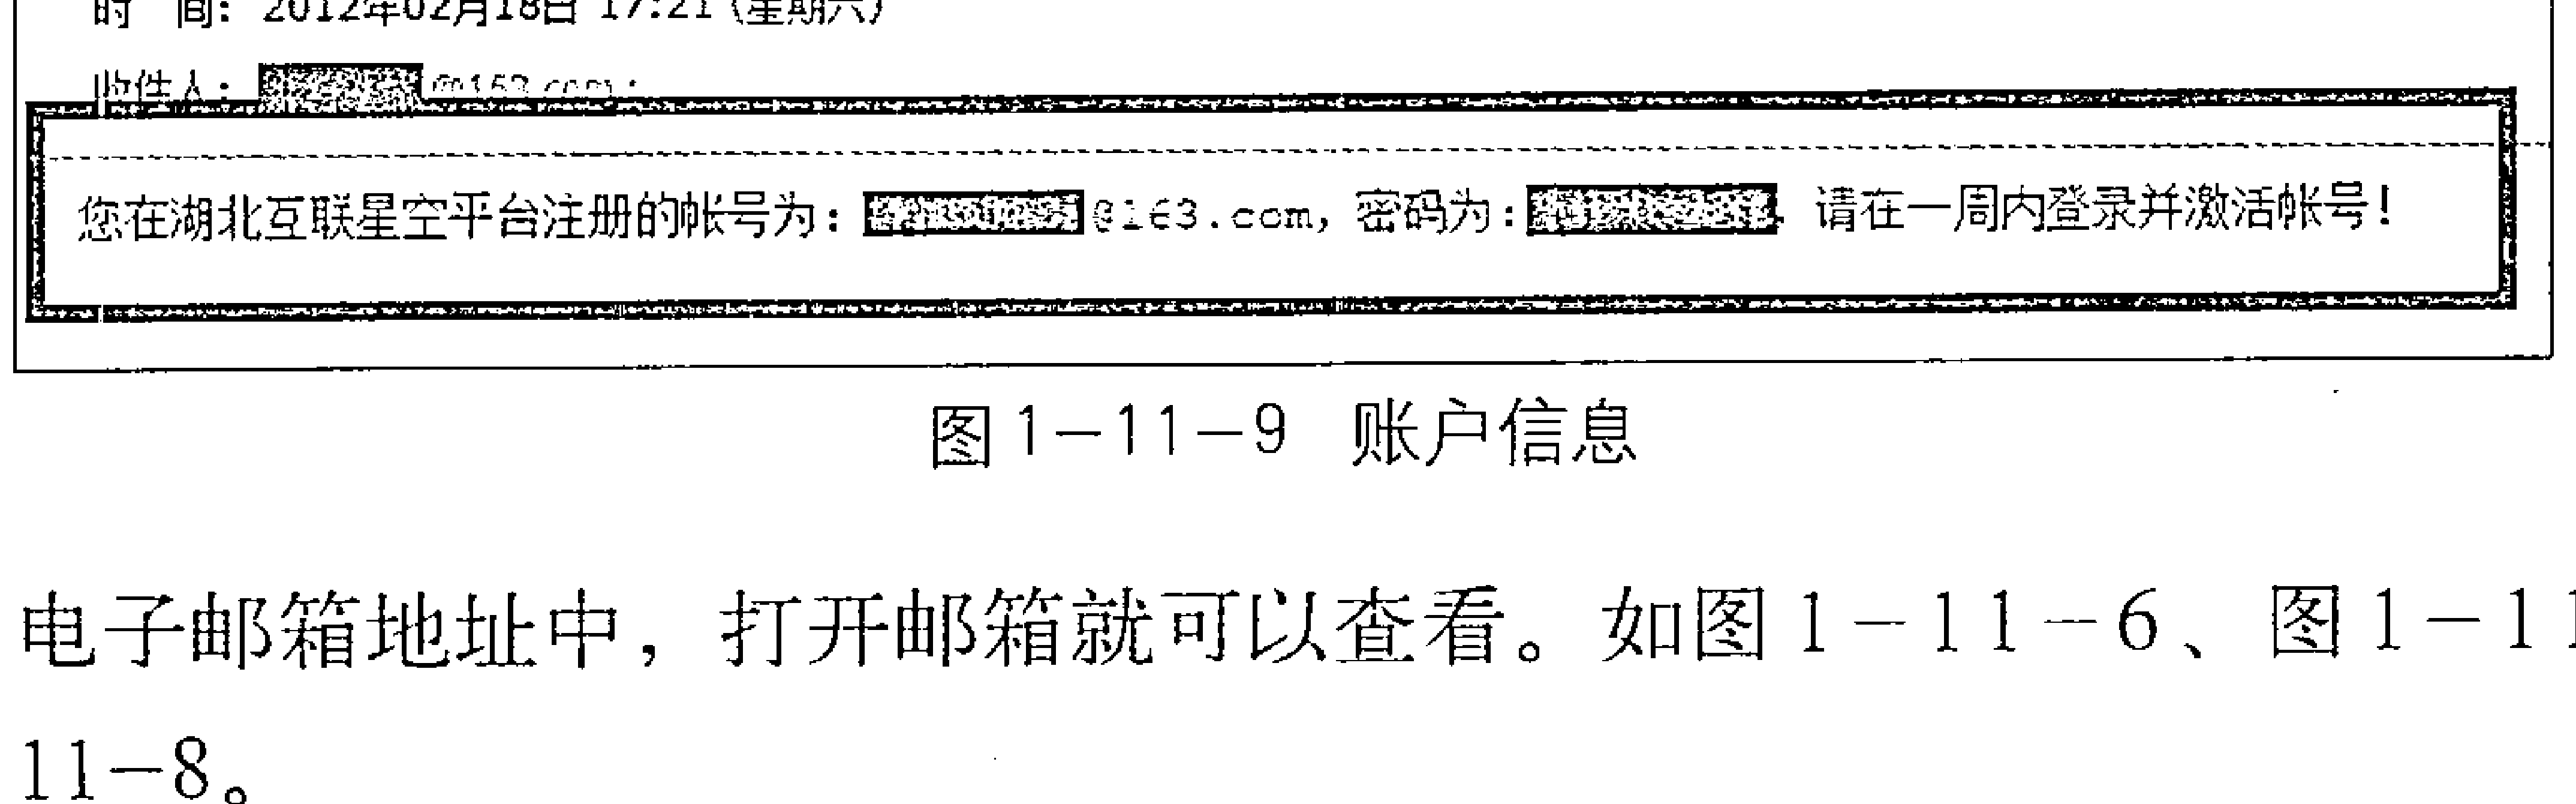 时 间: 2012年02月18日 17:21 (星期六)
收件人: @163.com;
您在湖北互联星空平台注册的帐号为: @163.com, 密码为: 请在一周内登录并激活帐号!
图1-11-9 账户信息
电子邮箱地址中，打开邮箱就可以查看。如图1-11-6、图1-11
11-8。